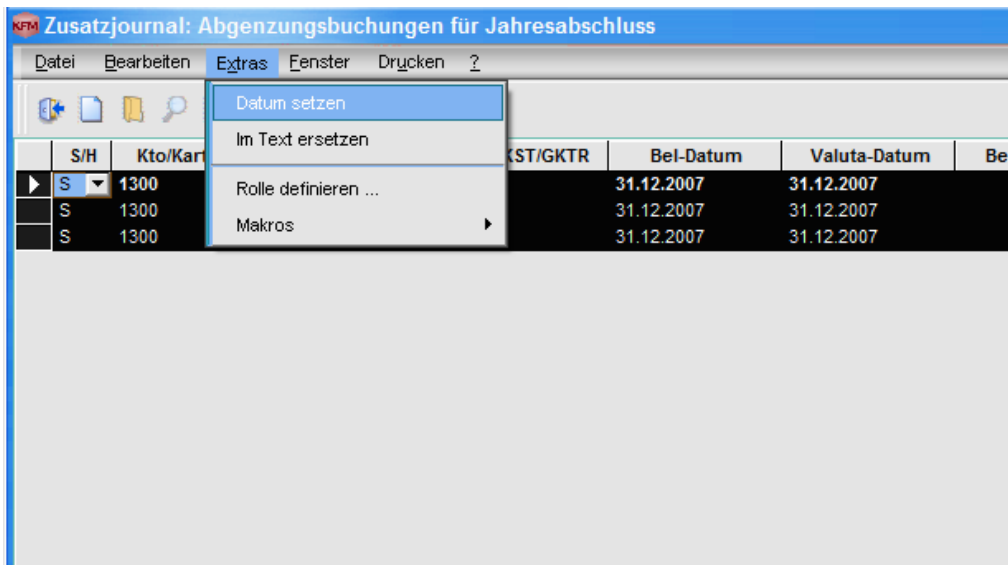 KFM Zusatzjournal: Abgenzungsbuchungen für Jahresabschluss
Datei Bearbeiten Extras Fenster Drucken ?
Datum setzen
Im Text ersetzen
S/H Kto/Kart KST/GKTR Bel-Datum Valuta-Datum Be
S 1300 31.12.2007 31.12.2007
Rolle definieren ...
S 1300 31.12.2007 31.12.2007
Makros
S 1300 31.12.2007 31.12.2007